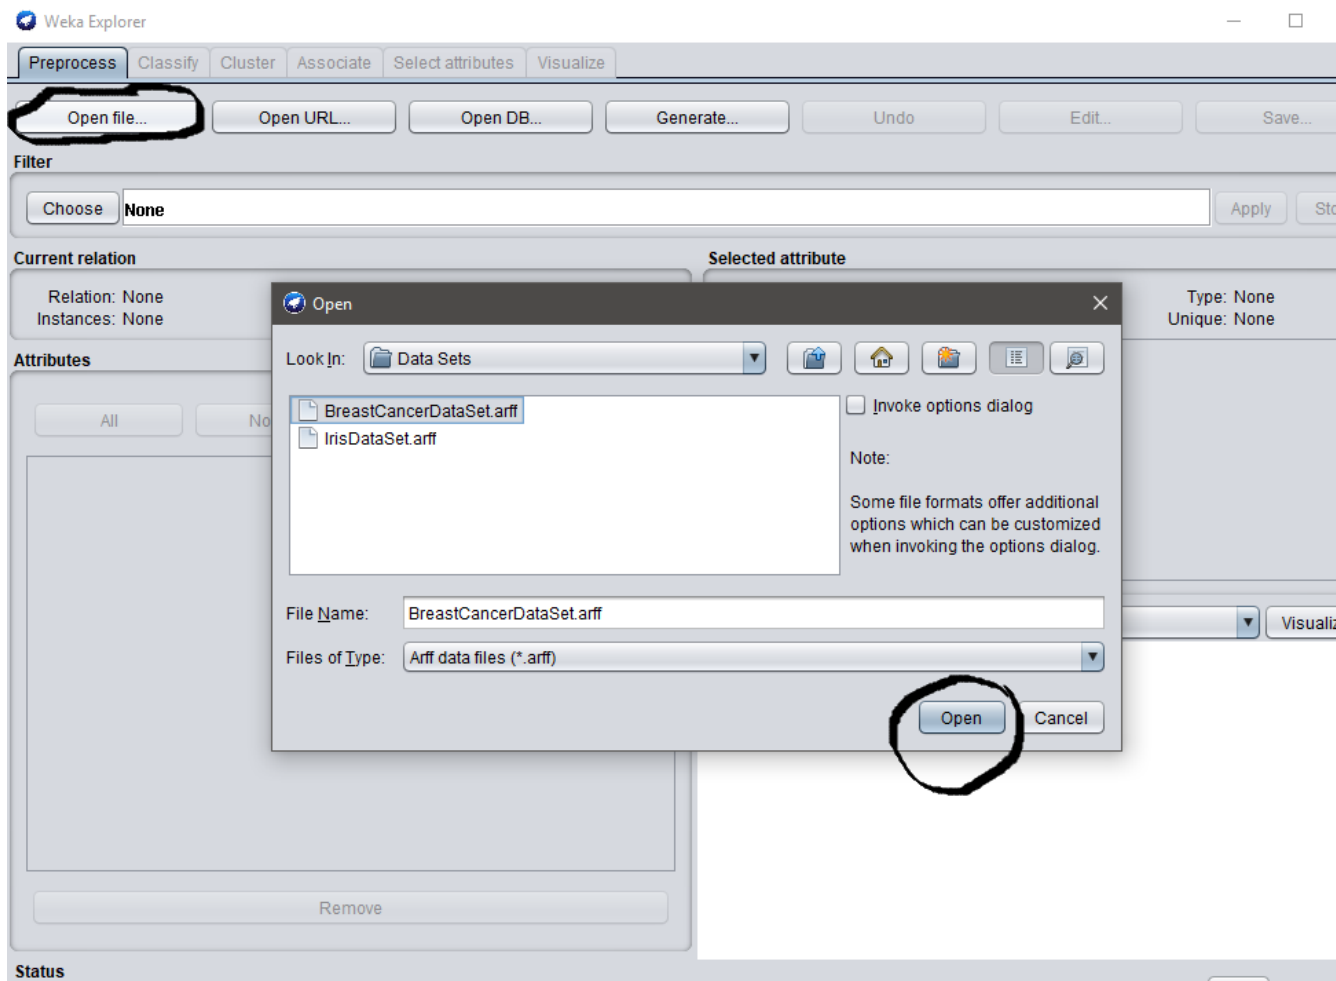 Weka Explorer
Preprocess Classify Cluster Associate Select attributes Visualize
Open file... Open URL... Open DB... Generate... Undo Edit... Save...
Filter
Choose None Apply Sto
Current relation Selected attribute
Relation: None Type: None
Instances: None Unique: None
Attributes
All No
Open
Look In: Data Sets
BreastCancerDataSet.arff
IrisDataSet.arff
Invoke options dialog
Note:
Some file formats offer additional
options which can be customized
when invoking the options dialog.
File Name: BreastCancerDataSet.arff
Files of Type: Arff data files (*.arff)
Open Cancel
Visualiz
Remove
Status